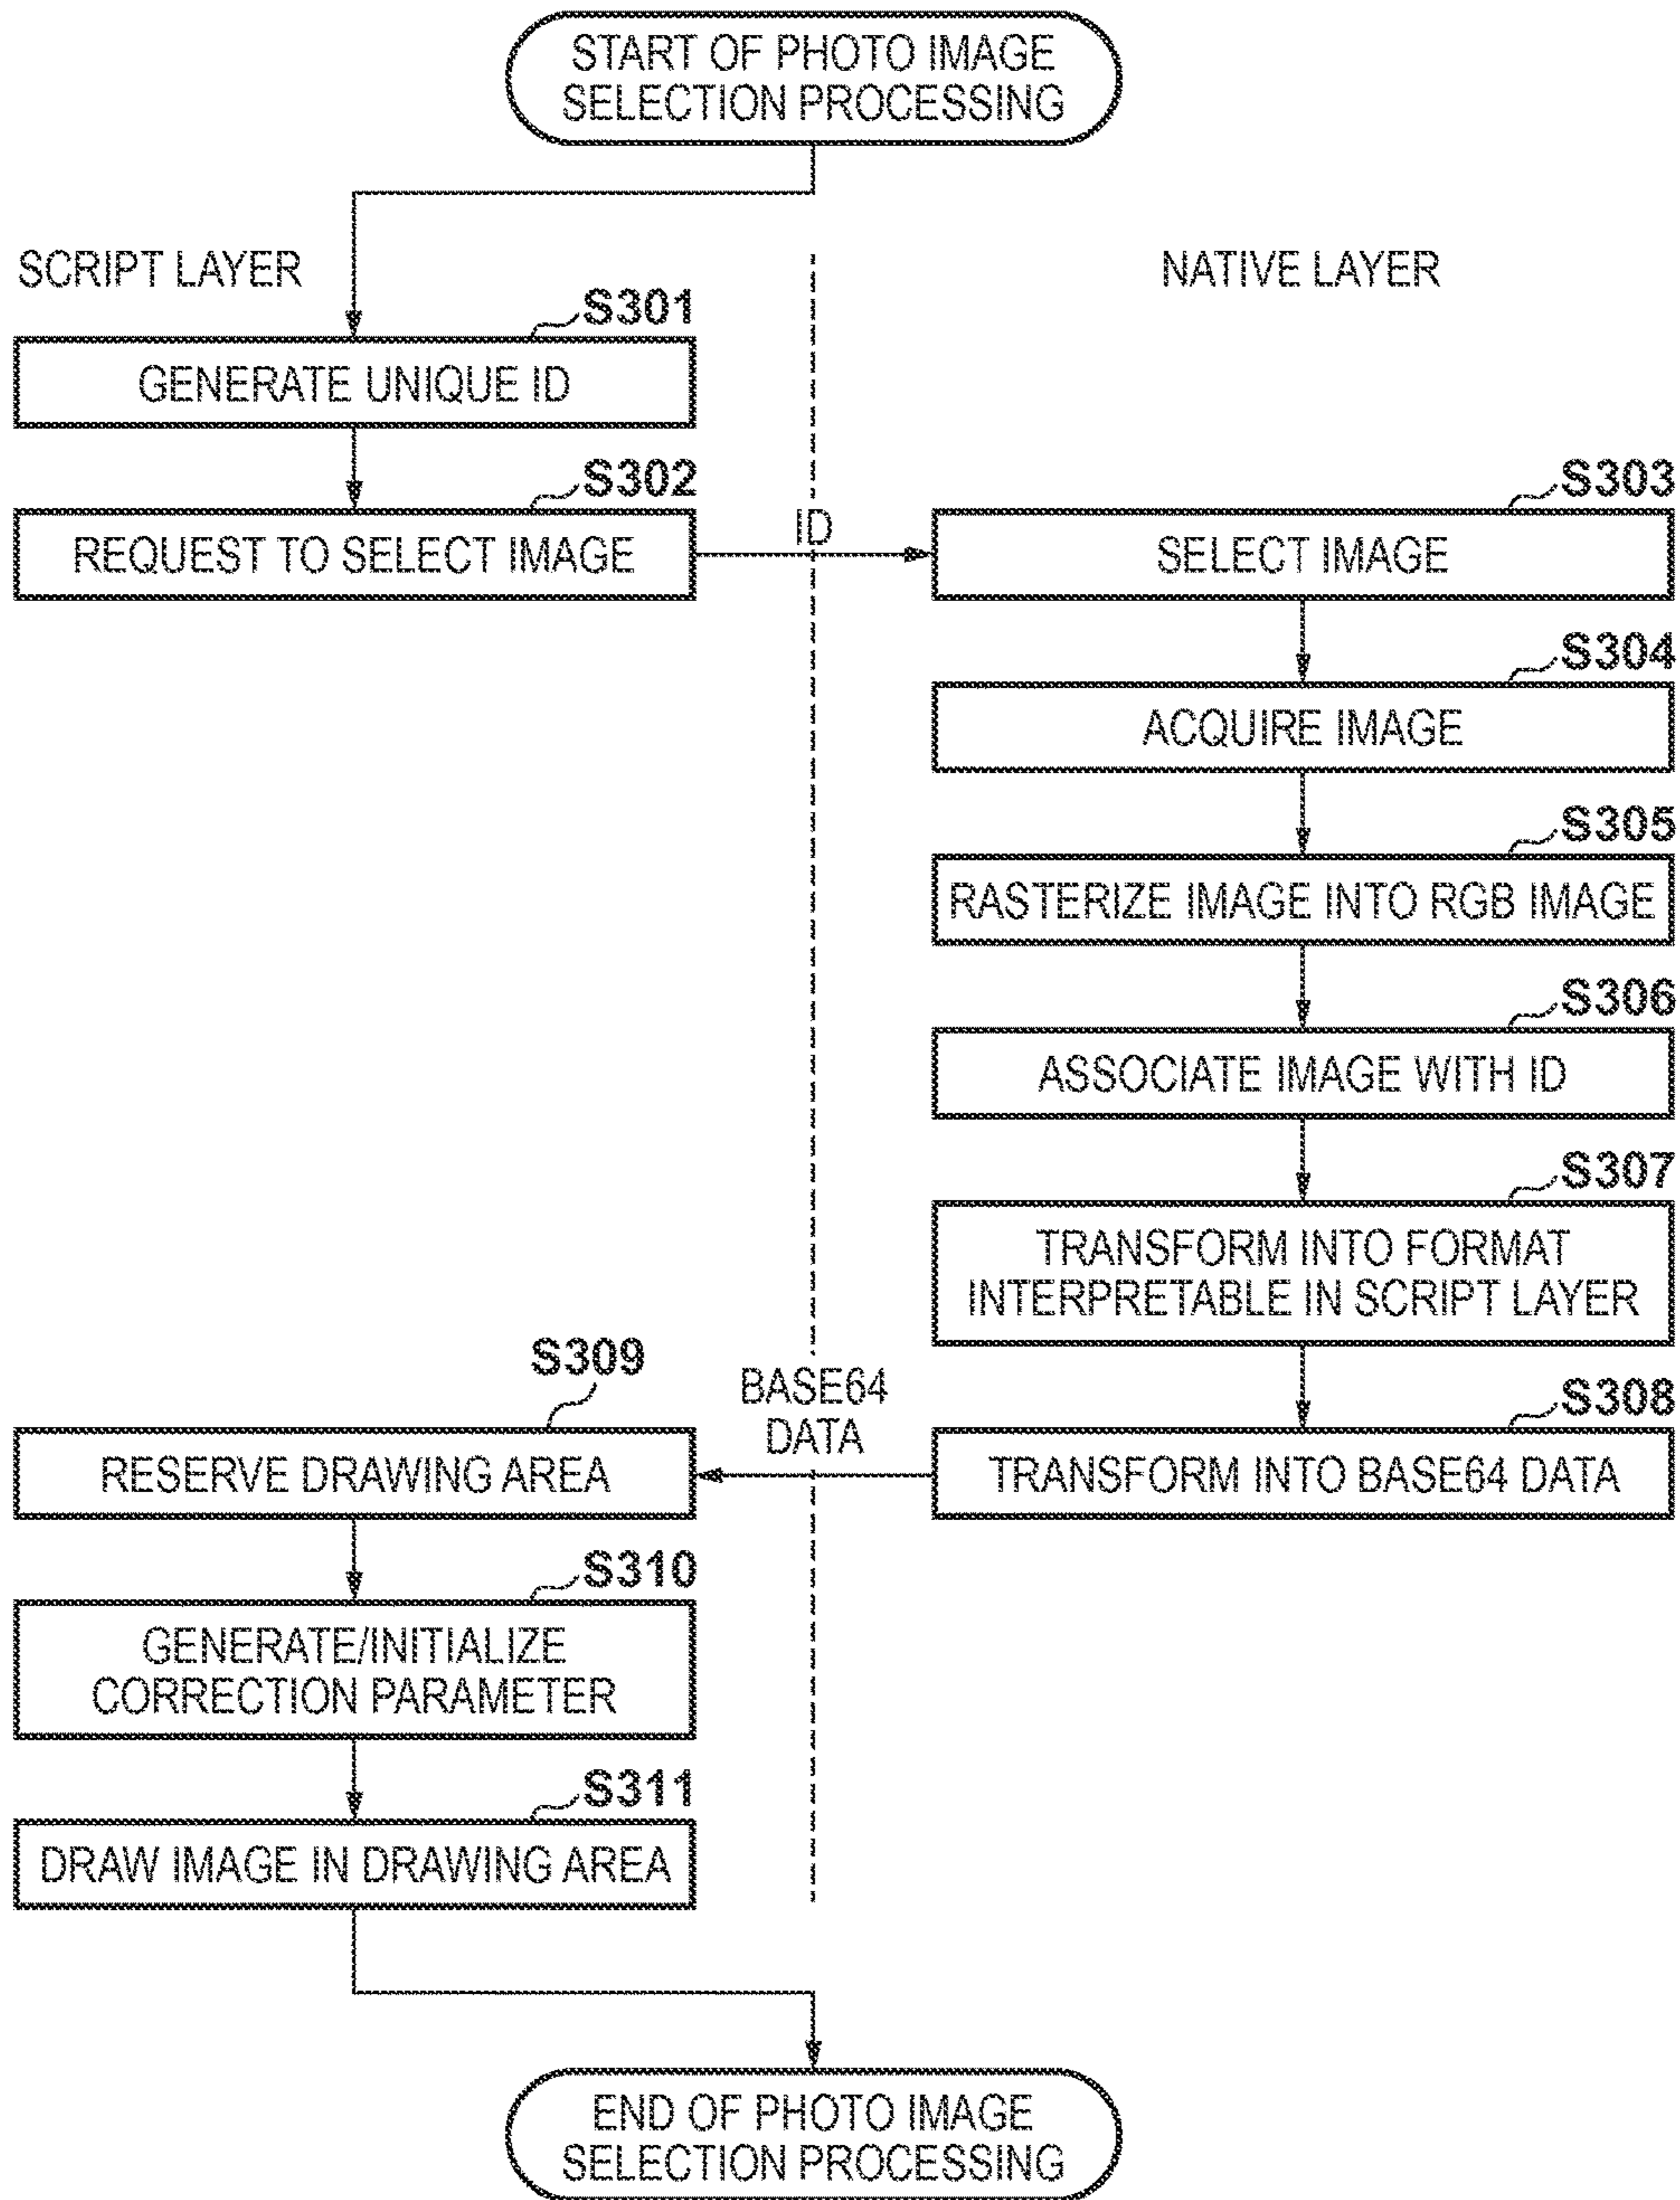 START OF PHOTO IMAGE
SELECTION PROCESSING
SCRIPT LAYER
NATIVE LAYER
S301
GENERATE UNIQUE ID
S302
REQUEST TO SELECT IMAGE
ID
S303
SELECT IMAGE
S304
ACQUIRE IMAGE
S305
RASTERIZE IMAGE INTO RGB IMAGE
S306
ASSOCIATE IMAGE WITH ID
S307
TRANSFORM INTO FORMAT
INTERPRETABLE IN SCRIPT LAYER
S308
TRANSFORM INTO BASE64 DATA
BASE64
DATA
S309
RESERVE DRAWING AREA
S310
GENERATE/INITIALIZE
CORRECTION PARAMETER
S311
DRAW IMAGE IN DRAWING AREA
END OF PHOTO IMAGE
SELECTION PROCESSING